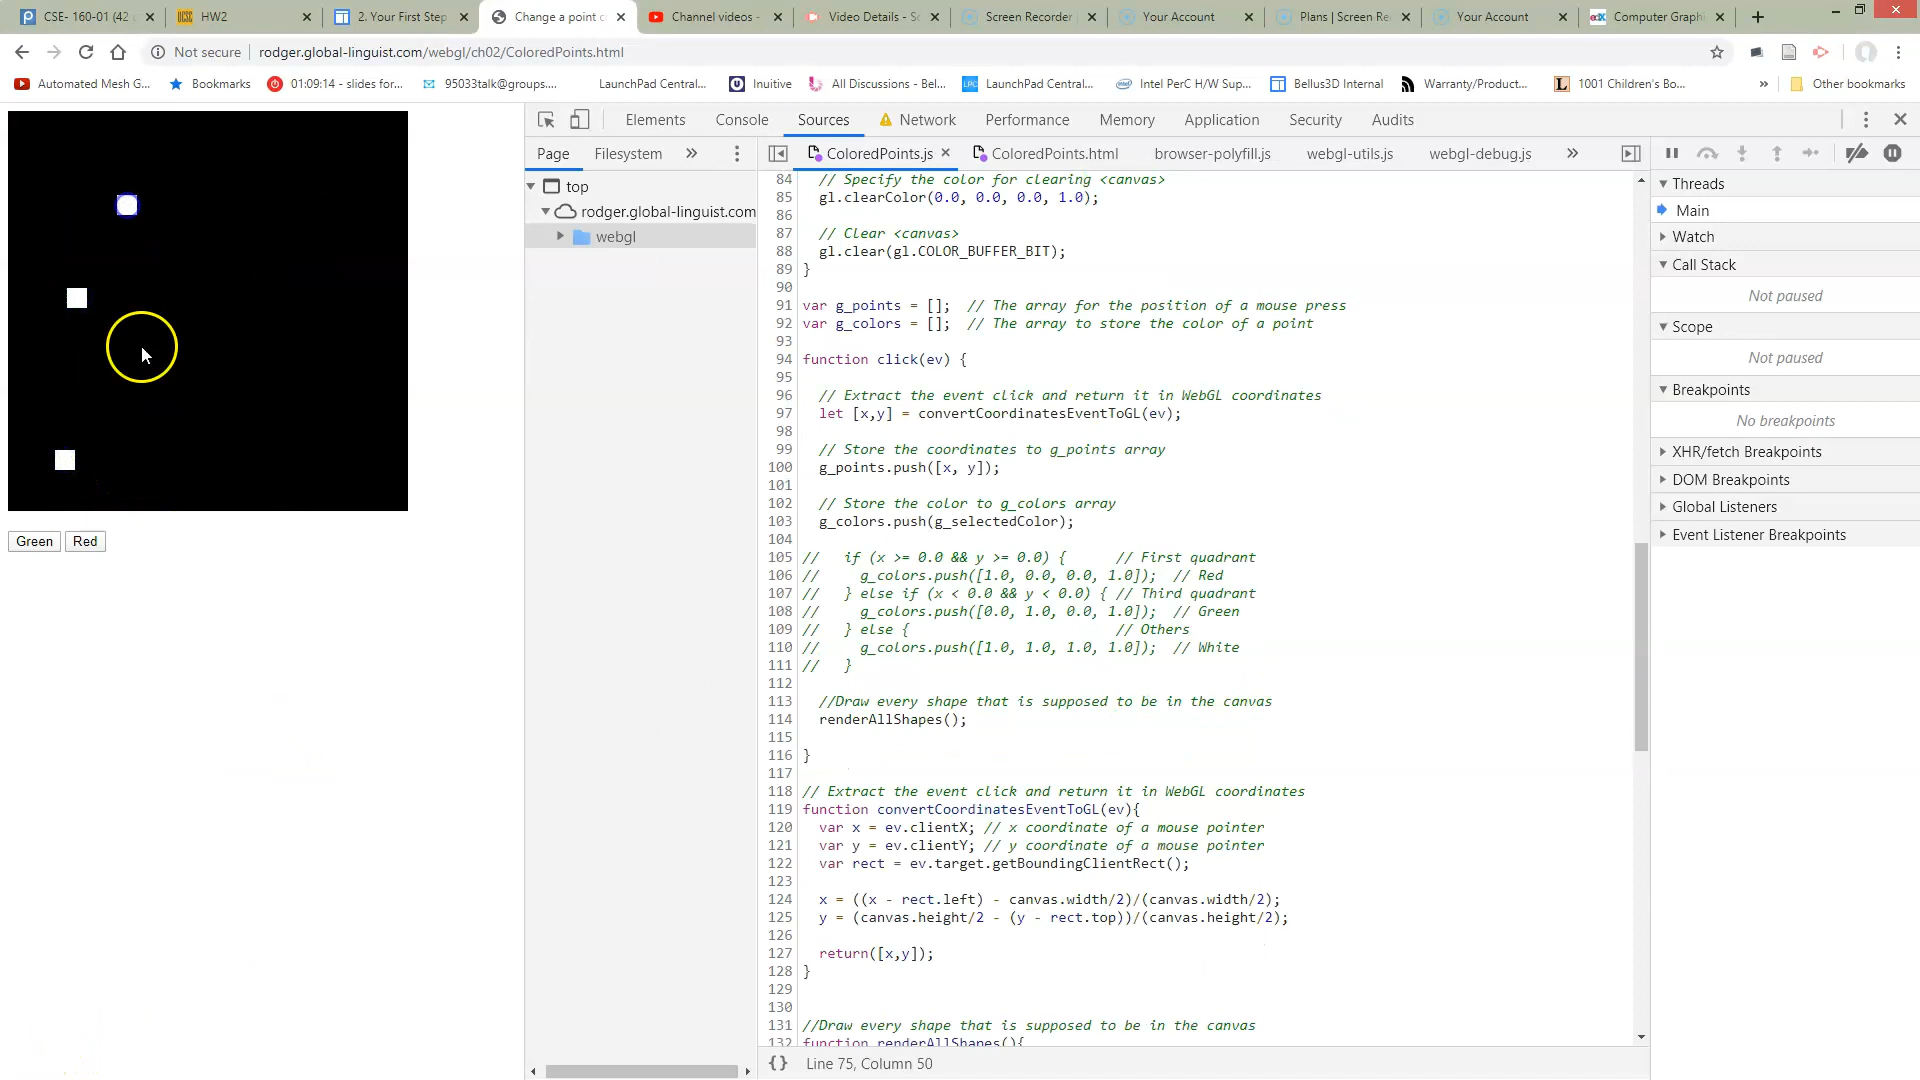 CSE- 160-01 (42 c
HW2
2. Your First Step
Change a point c
Channel videos -
Video Details - Sc
Screen Recorder
Your Account
Plans | Screen Re
Your Account
Computer Graphi
Not secure
rodger.global-linguist.com/webgl/ch02/ColoredPoints.html
Automated Mesh G...
Bookmarks
01:09:14 - slides for...
95033talk@groups....
LaunchPad Central...
Inuitive
All Discussions - Bel...
LaunchPad Central...
Intel PerC H/W Sup...
Bellus3D Internal
Warranty/Product...
1001 Children's Bo...
Other bookmarks
Elements
Console
Sources
Network
Performance
Memory
Application
Security
Audits
Page
Filesystem
ColoredPoints.js
ColoredPoints.html
browser-polyfill.js
webgl-utils.js
webgl-debug.js
top
rodger.global-linguist.com
webgl
Green Red
84 // Specify the color for clearing <canvas>
85 gl.clearColor(0.0, 0.0, 0.0, 1.0);
86
87 // Clear <canvas>
88 gl.clear(gl.COLOR_BUFFER_BIT);
89 }
90
91 var g_points = []; // The array for the position of a mouse press
92 var g_colors = []; // The array to store the color of a point
93
94 function click(ev) {
95
96 // Extract the event click and return it in WebGL coordinates
97 let [x,y] = convertCoordinatesEventToGL(ev);
98
99 // Store the coordinates to g_points array
100 g_points.push([x, y]);
101
102 // Store the color to g_colors array
103 g_colors.push(g_selectedColor);
104
105 // if (x >= 0.0 && y >= 0.0) { // First quadrant
106 // g_colors.push([1.0, 0.0, 0.0, 1.0]); // Red
107 // } else if (x < 0.0 && y < 0.0) { // Third quadrant
108 // g_colors.push([0.0, 1.0, 0.0, 1.0]); // Green
109 // } else { // Others
110 // g_colors.push([1.0, 1.0, 1.0, 1.0]); // White
111 // }
112
113 //Draw every shape that is supposed to be in the canvas
114 renderAllShapes();
115
116 }
117
118 // Extract the event click and return it in WebGL coordinates
119 function convertCoordinatesEventToGL(ev){
120 var x = ev.clientX; // x coordinate of a mouse pointer
121 var y = ev.clientY; // y coordinate of a mouse pointer
122 var rect = ev.target.getBoundingClientRect();
123
124 x = ((x - rect.left) - canvas.width/2)/(canvas.width/2);
125 y = (canvas.height/2 - (y - rect.top))/(canvas.height/2);
126
127 return([x,y]);
128 }
129
130
131 //Draw every shape that is supposed to be in the canvas
132 function renderAllShapes(){
{} Line 75, Column 50
Threads
Main
Watch
Call Stack
Not paused
Scope
Not paused
Breakpoints
No breakpoints
XHR/fetch Breakpoints
DOM Breakpoints
Global Listeners
Event Listener Breakpoints